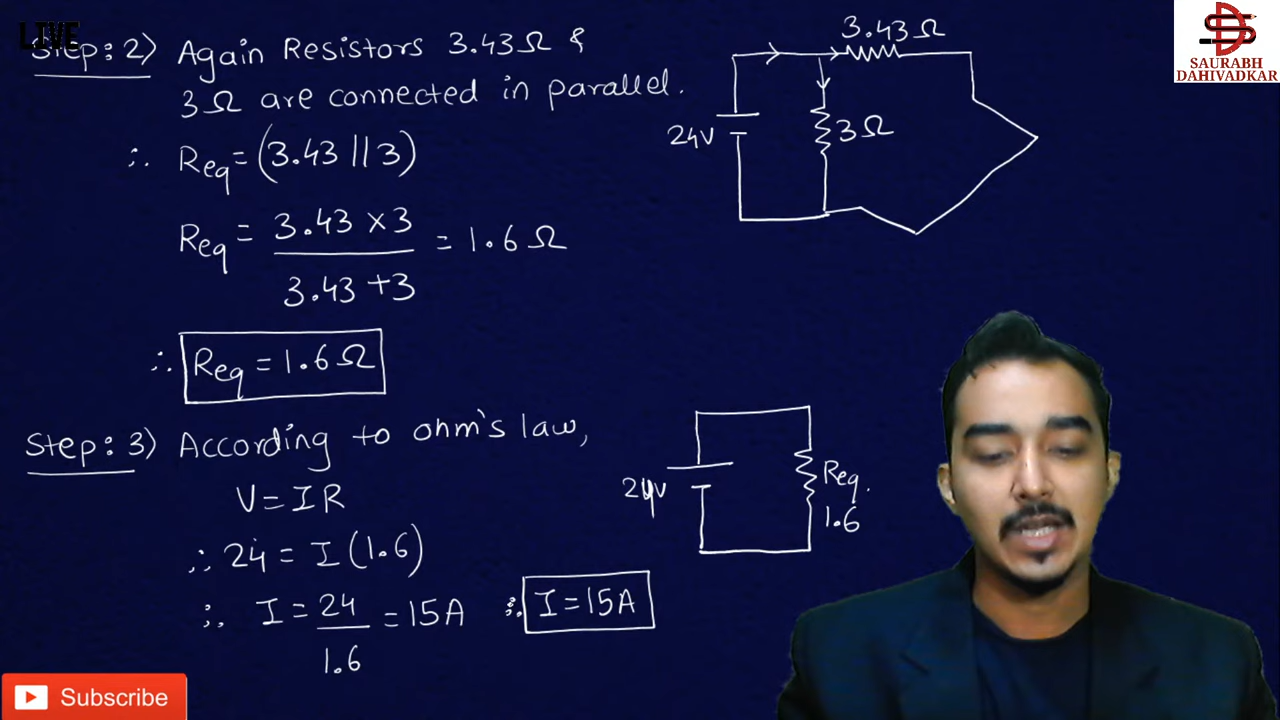 LIVE
Step: 2) Again Resistors 3.43Ω &
3Ω are connected in parallel.
∴ Req = (3.43 || 3)
Req = 3.43 × 3 / 3.43 + 3 = 1.6 Ω
∴ Req = 1.6 Ω
Step: 3) According to ohm's law,
V = I R
∴ 24 = I (1.6)
∴ I = 24 / 1.6 = 15A ∴ I = 15A
3.43Ω
24V
3Ω
24V
Req.
1.6
SD
SAURABH
DAHIVADKAR
Subscribe